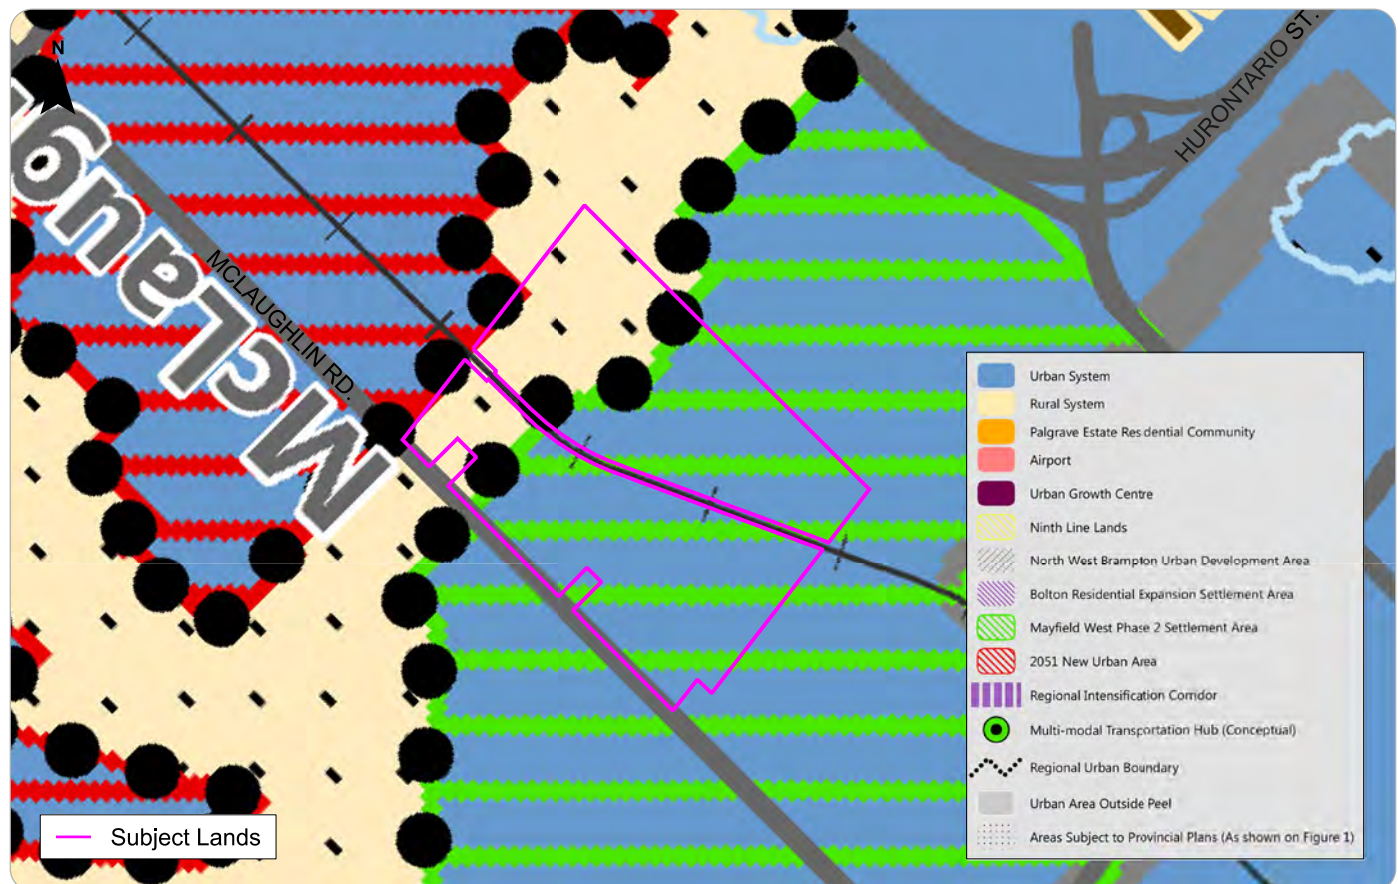 N
HURONTARIO ST.
McLaug
MCLAUGHLIN RD.
Urban System
Rural System
Palgrave Estate Residential Community
Airport
Urban Growth Centre
Ninth Line Lands
North West Brampton Urban Development Area
Bolton Residential Expansion Settlement Area
Mayfield West Phase 2 Settlement Area
2051 New Urban Area
Regional Intensification Corridor
Multi-modal Transportation Hub (Conceptual)
Regional Urban Boundary
Urban Area Outside Peel
Areas Subject to Provincial Plans (As shown on Figure 1)
Subject Lands